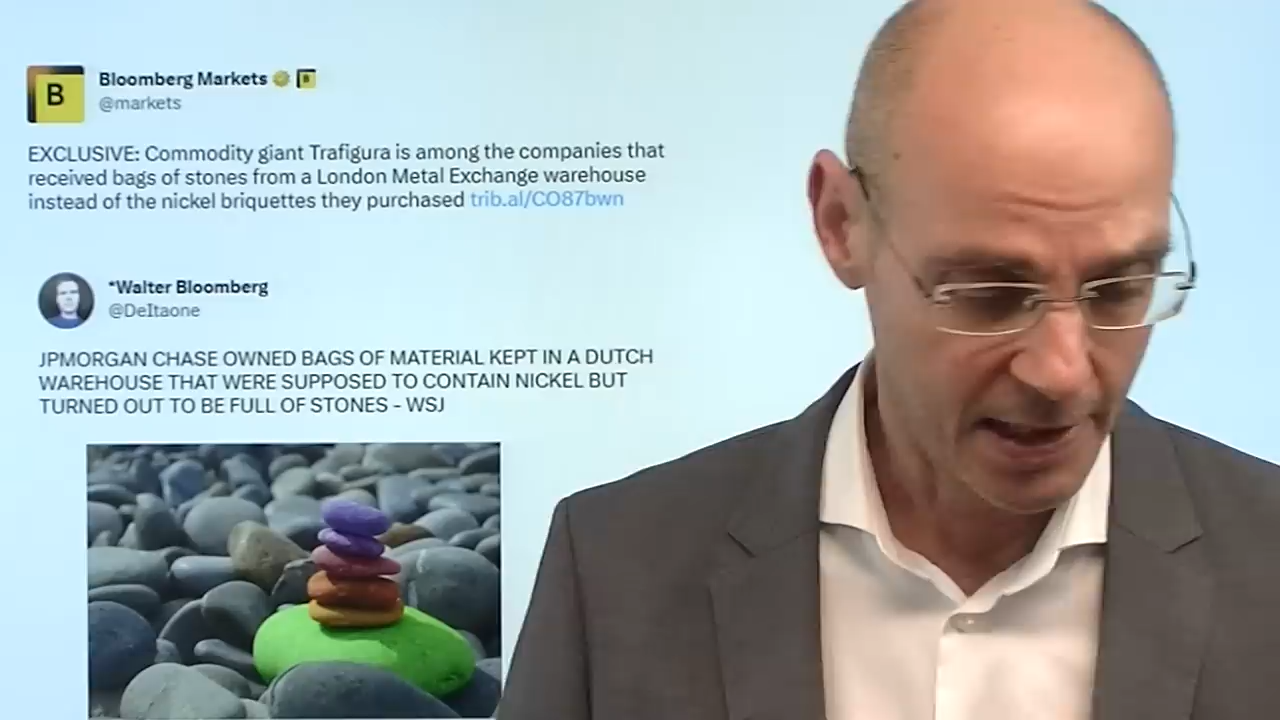 B
Bloomberg Markets
@markets
EXCLUSIVE: Commodity giant Trafigura is among the companies that
received bags of stones from a London Metal Exchange warehouse
instead of the nickel briquettes they purchased trib.al/CO87bwn
*Walter Bloomberg
@DeItaone
JPMORGAN CHASE OWNED BAGS OF MATERIAL KEPT IN A DUTCH
WAREHOUSE THAT WERE SUPPOSED TO CONTAIN NICKEL BUT
TURNED OUT TO BE FULL OF STONES - WSJ